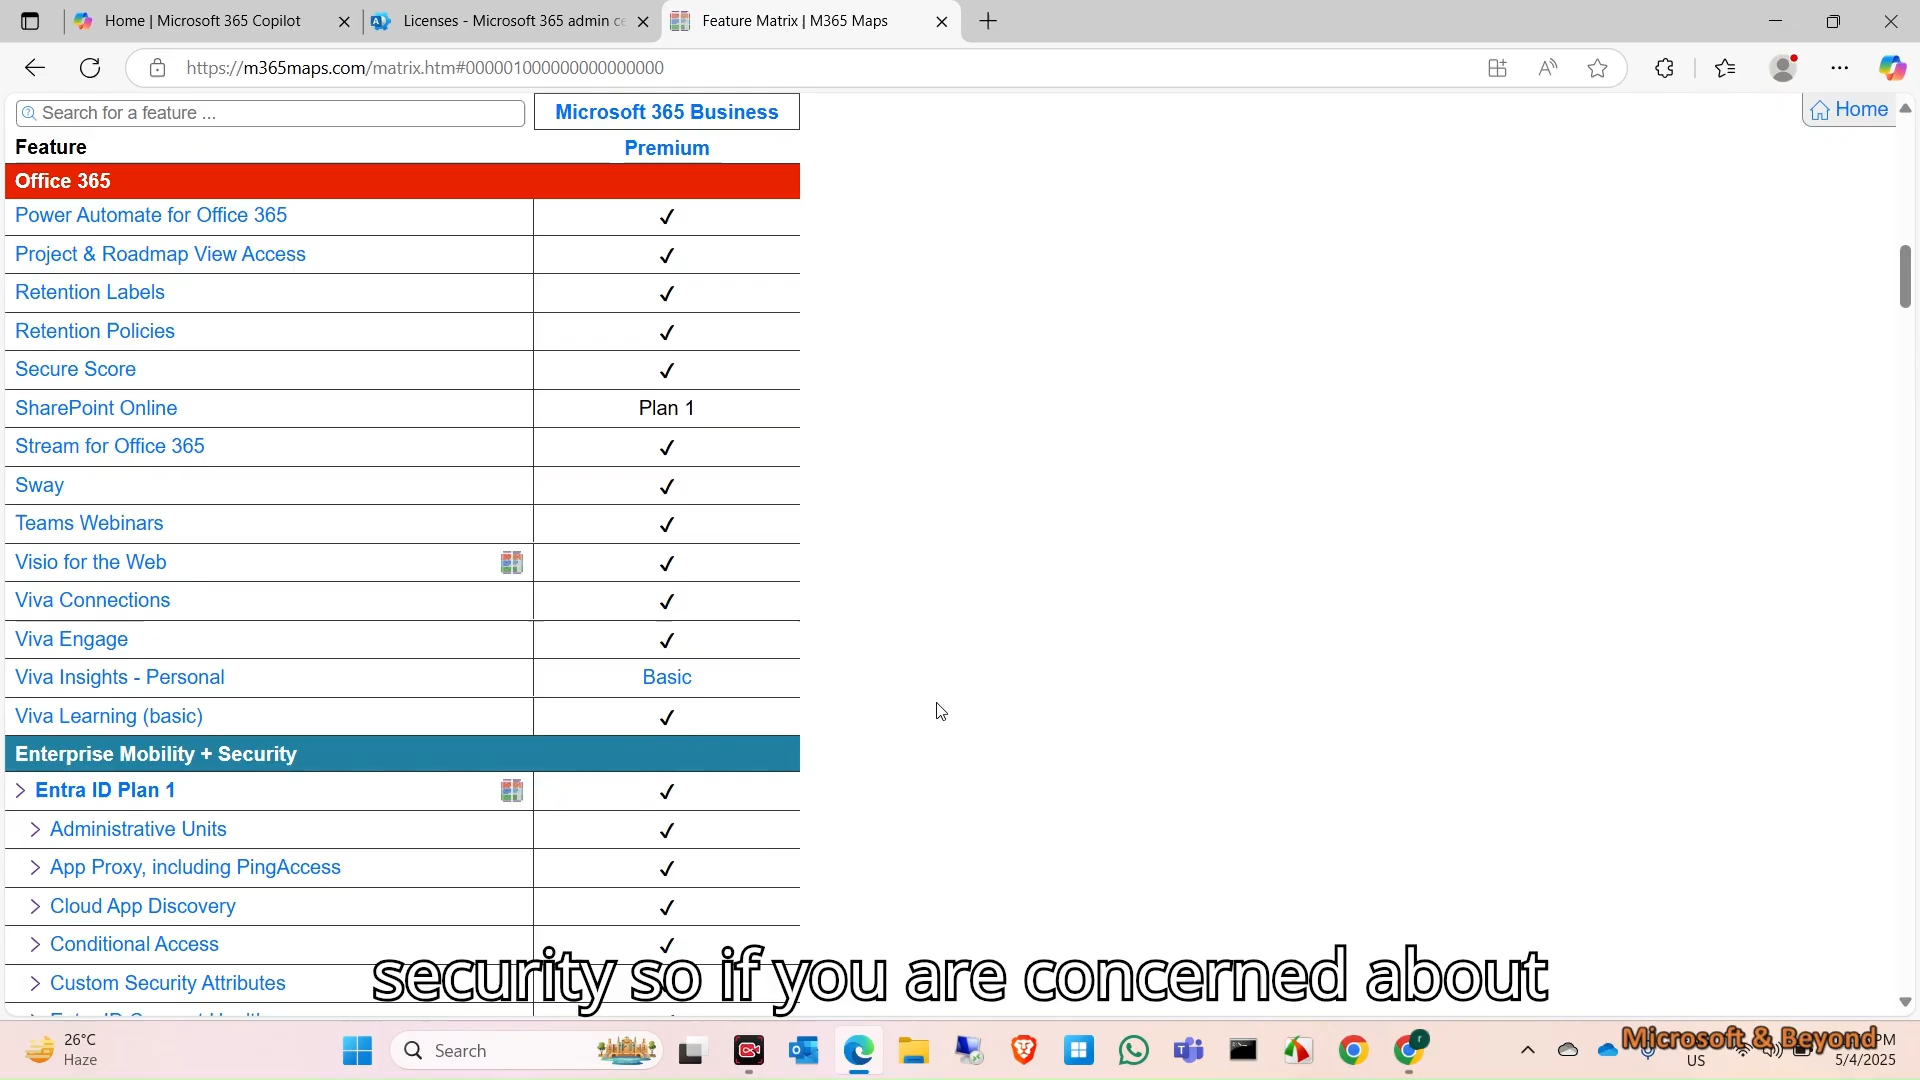 Home | Microsoft 365 Copilot
Licenses - Microsoft 365 admin ce
Feature Matrix | M365 Maps
https://m365maps.com/matrix.htm#000001000000000000000
Search for a feature ...
Microsoft 365 Business
Home
Feature
Premium
Office 365
Power Automate for Office 365
Project & Roadmap View Access
Retention Labels
Retention Policies
Secure Score
SharePoint Online
Plan 1
Stream for Office 365
Sway
Teams Webinars
Visio for the Web
Viva Connections
Viva Engage
Viva Insights - Personal
Basic
Viva Learning (basic)
Enterprise Mobility + Security
Entra ID Plan 1
Administrative Units
App Proxy, including PingAccess
Cloud App Discovery
Conditional Access
Custom Security Attributes
security so if you are concerned about
26°C
Haze
Search
Microsoft & Beyond
PM
US
5/4/2025